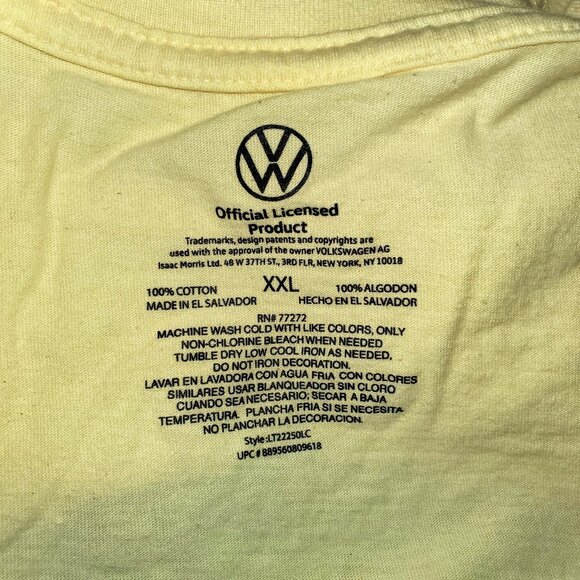 VW
Official Licensed
Product
Trademarks, design patents and copyrights are
used with the approval of the owner VOLKSWAGEN AG
Isaac Morris Ltd. 48 W 37TH ST., 3RD FLR, NEW YORK, NY 10018
100% COTTON XXL 100% ALGODON
MADE IN EL SALVADOR HECHO EN EL SALVADOR
RN# 77272
MACHINE WASH COLD WITH LIKE COLORS, ONLY
NON-CHLORINE BLEACH WHEN NEEDED
TUMBLE DRY LOW COOL IRON AS NEEDED,
DO NOT IRON DECORATION.
LAVAR EN LAVADORA CON AGUA FRIA CON COLORES
SIMILARES USAR BLANQUEADOR SIN CLORO
CUANDO SEA NECESARIO; SECAR A BAJA
TEMPERATURA. PLANCHA FRIA SI SE NECESITA
NO PLANCHAR LA DECORACION.
Style:LT22250LC
UPC# 889560809618